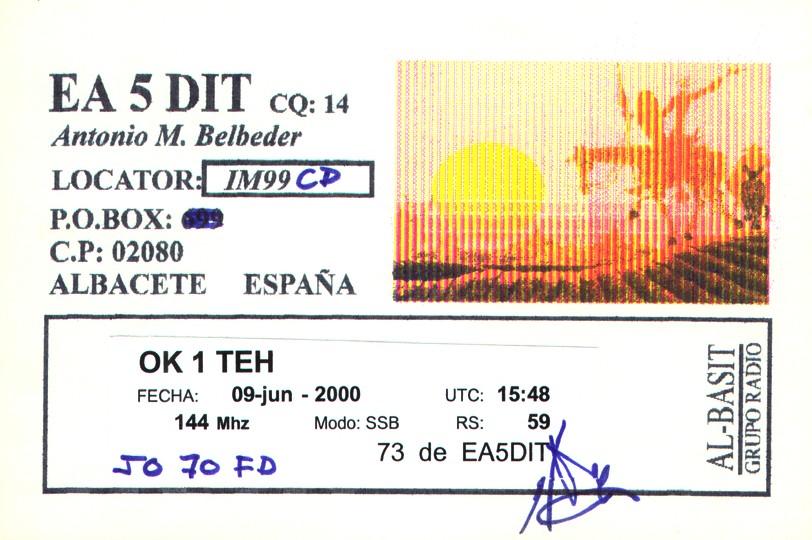 EA 5 DIT CQ: 14
Antonio M. Belbeder
LOCATOR: IM99 CD
P.O.BOX:
C.P: 02080
ALBACETE ESPAÑA
OK 1 TEH
FECHA: 09-jun - 2000 UTC: 15:48
144 Mhz Modo: SSB RS: 59
73 de EA5DIT
JO 70 FD
AL-BASIT
GRUPO RADIO